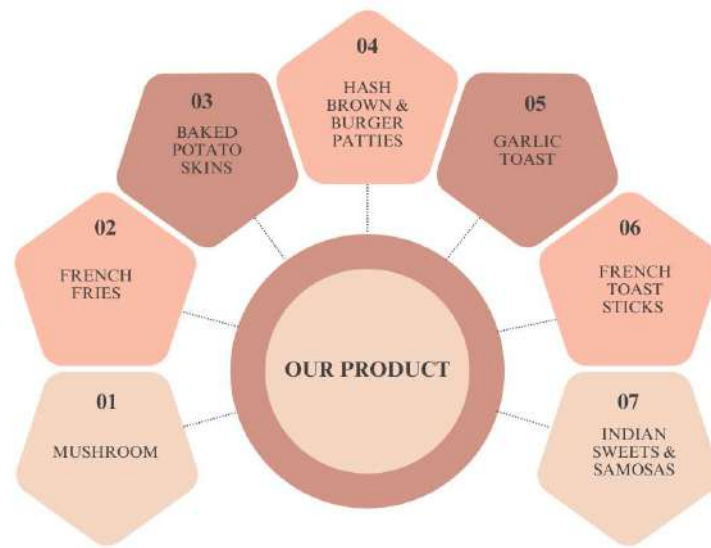 01
MUSHROOM
02
FRENCH
FRIES
03
BAKED
POTATO
SKINS
04
HASH
BROWN &
BURGER
PATTIES
05
GARLIC
TOAST
06
FRENCH
TOAST
STICKS
07
INDIAN
SWEETS &
SAMOSAS
OUR PRODUCT